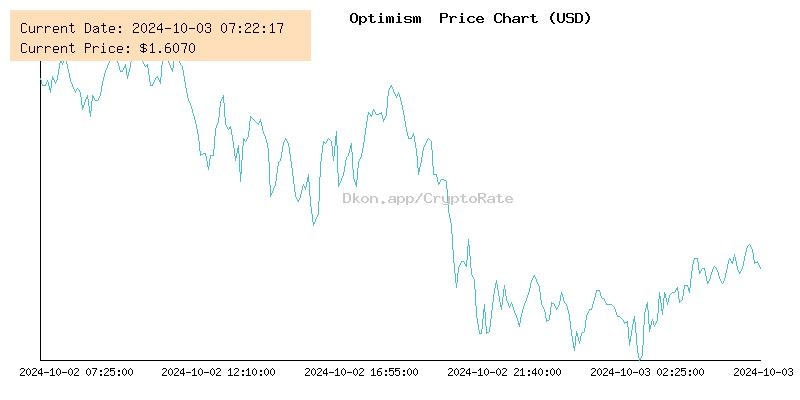 Optimism  Price Chart (USD)
Current Date: 2024-10-03 07:22:17
Current Price: $1.6070
Dkon.app/CryptoRate
2024-10-02 07:25:00 2024-10-02 12:10:00 2024-10-02 16:55:00 2024-10-02 21:40:00 2024-10-03 02:25:00 2024-10-03